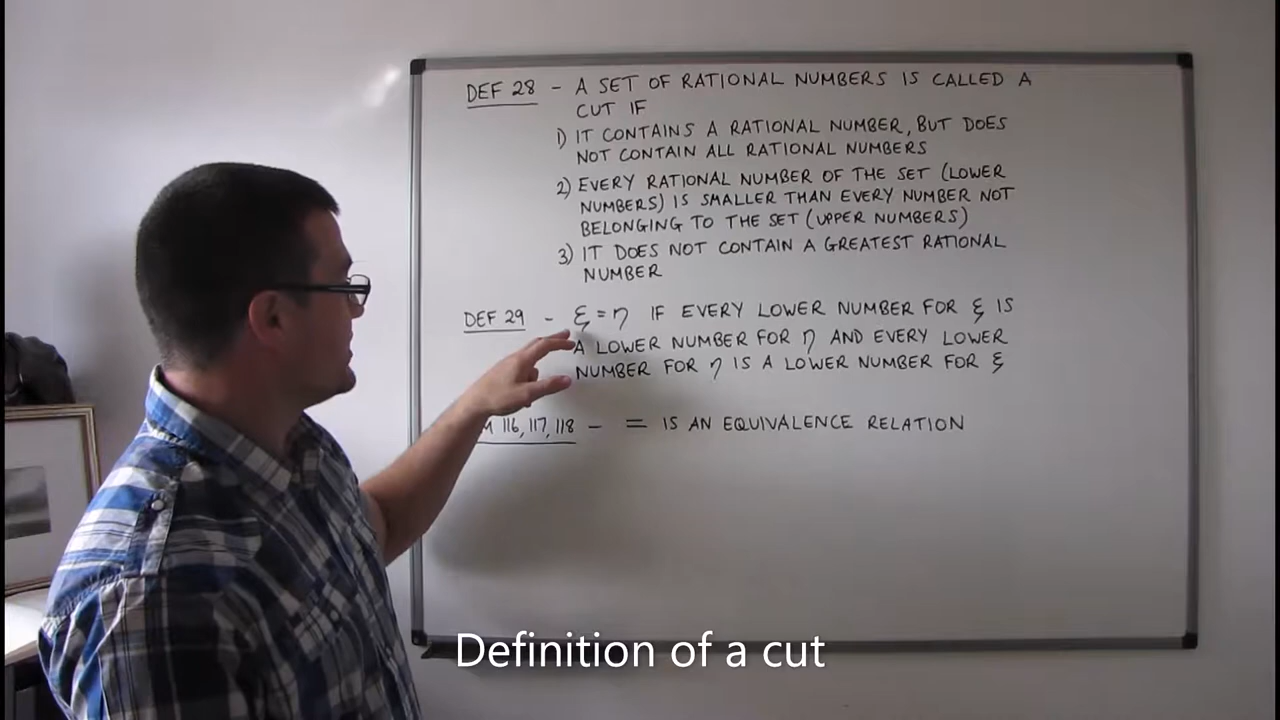 DEF 28 - A SET OF RATIONAL NUMBERS IS CALLED A
CUT IF
1) IT CONTAINS A RATIONAL NUMBER, BUT DOES
NOT CONTAIN ALL RATIONAL NUMBERS
2) EVERY RATIONAL NUMBER OF THE SET (LOWER
NUMBERS) IS SMALLER THAN EVERY NUMBER NOT
BELONGING TO THE SET (UPPER NUMBERS)
3) IT DOES NOT CONTAIN A GREATEST RATIONAL
NUMBER
DEF 29 - ξ = η IF EVERY LOWER NUMBER FOR ξ IS
A LOWER NUMBER FOR η AND EVERY LOWER
NUMBER FOR η IS A LOWER NUMBER FOR ξ
116, 117, 118 - = IS AN EQUIVALENCE RELATION
Definition of a cut